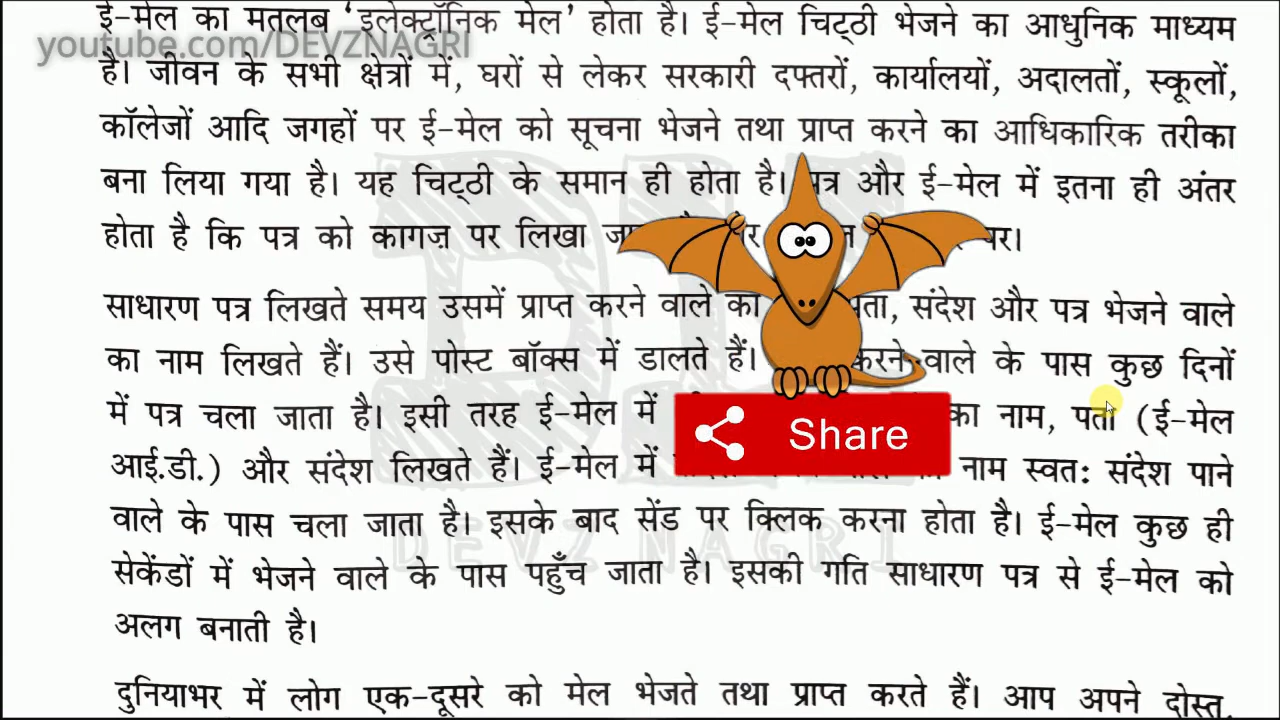 ई-मेल का मतलब ‘इलेक्ट्रॉनिक मेल’ होता है। ई-मेल चिट्ठी भेजने का आधुनिक माध्यम
youtube.com/DEVZNAGRI
है। जीवन के सभी क्षेत्रों में, घरों से लेकर सरकारी दफ्तरों, कार्यालयों, अदालतों, स्कूलों,
कॉलेजों आदि जगहों पर ई-मेल को सूचना भेजने तथा प्राप्त करने का आधिकारिक तरीका
बना लिया गया है। यह चिट्ठी के समान ही होता है। और ई-मेल में इतना ही अंतर
होता है कि पत्र को कागज़ पर लिखा
साधारण पत्र लिखते समय उसमें प्राप्त करने वाले का संदेश और पत्र भेजने वाले
का नाम लिखते हैं। उसे पोस्ट बॉक्स में डालते हैं। करने वाले के पास कुछ दिनों
में पत्र चला जाता है। इसी तरह ई-मेल में का नाम, पता (ई-मेल
Share
आई.डी.) और संदेश लिखते हैं। ई-मेल में नाम स्वतः संदेश पाने
वाले के पास चला जाता है। इसके बाद सेंड पर क्लिक करना होता है। ई-मेल कुछ ही
DEVZNAGRI
सेकेंडों में भेजने वाले के पास पहुँच जाता है। इसकी गति साधारण पत्र से ई-मेल को
अलग बनाती है।
दुनियाभर में लोग एक-दूसरे को मेल भेजते तथा प्राप्त करते हैं। आप अपने दोस्त,